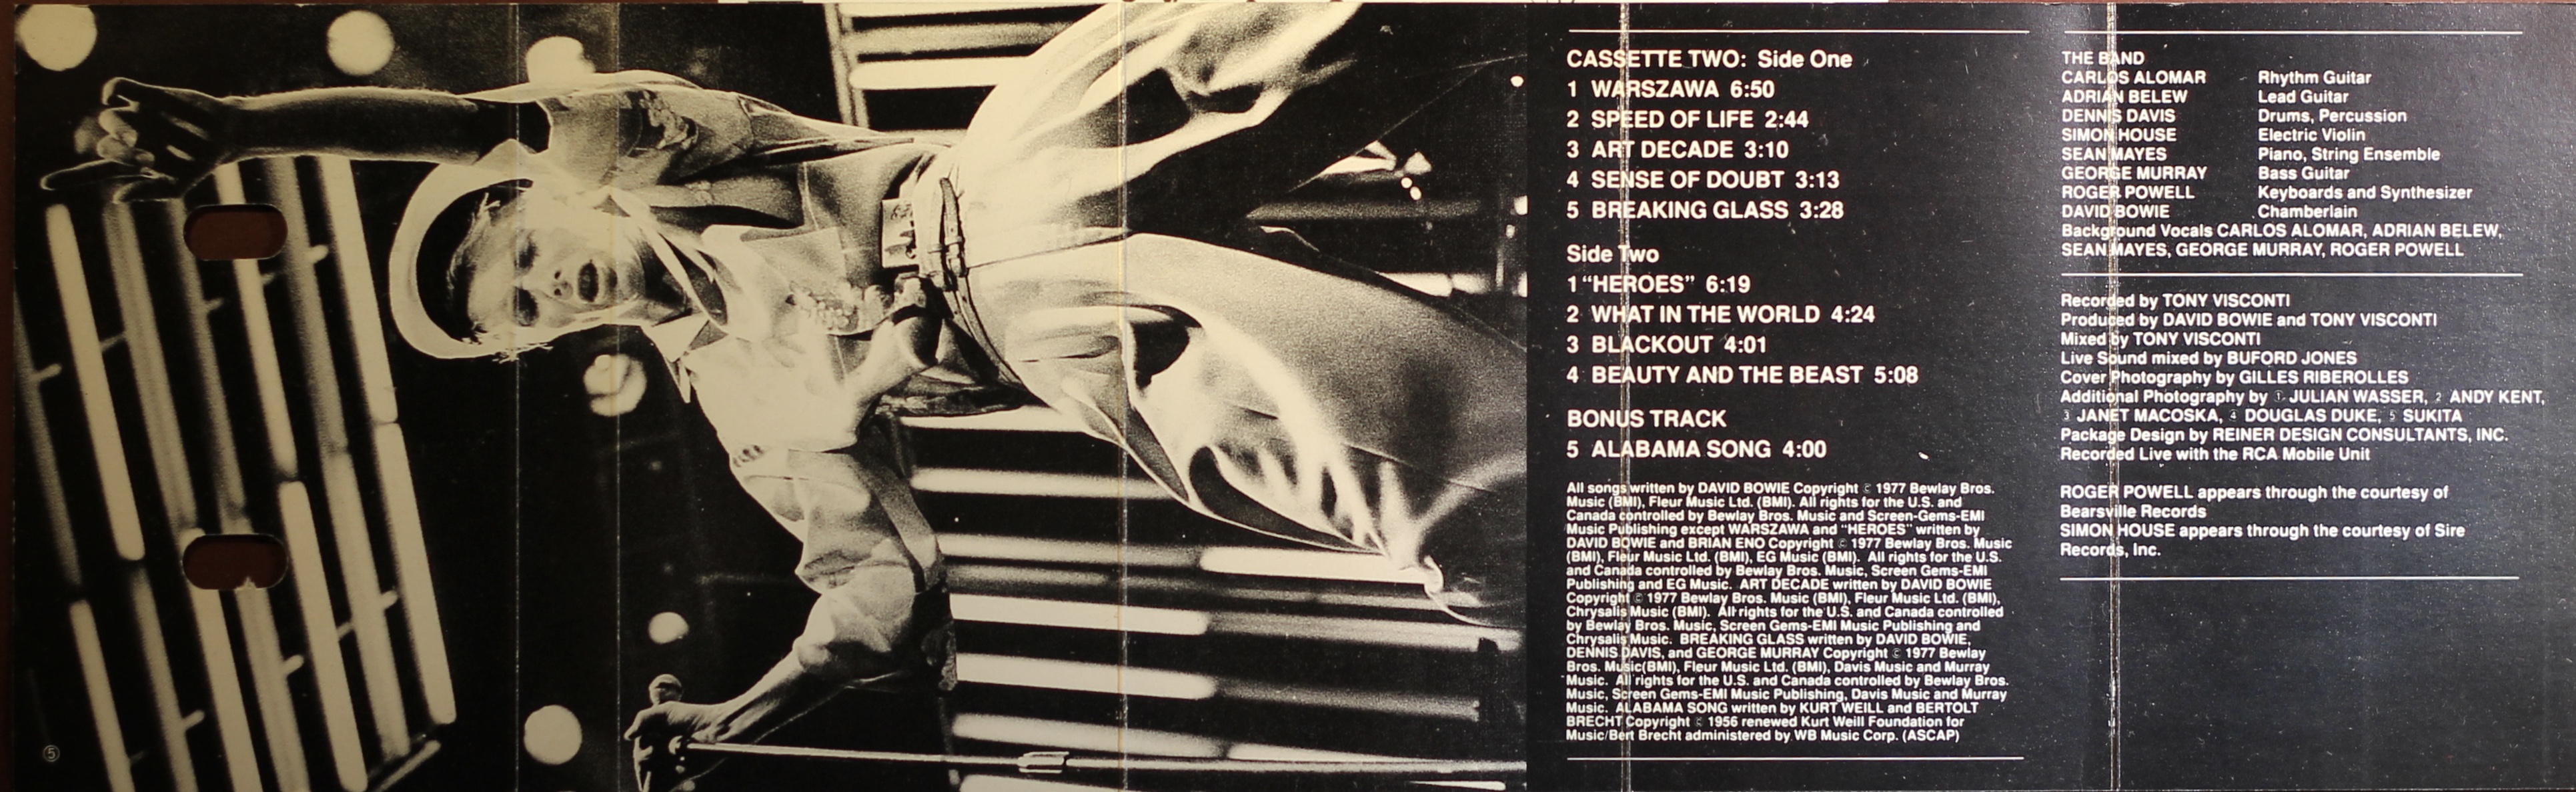 CASSETTE TWO: Side One
1 WARSZAWA 6:50
2 SPEED OF LIFE 2:44
3 ART DECADE 3:10
4 SENSE OF DOUBT 3:13
5 BREAKING GLASS 3:28
Side Two
1 “HEROES” 6:19
2 WHAT IN THE WORLD 4:24
3 BLACKOUT 4:01
4 BEAUTY AND THE BEAST 5:08
BONUS TRACK
5 ALABAMA SONG 4:00
All songs written by DAVID BOWIE Copyright © 1977 Bewlay Bros.
Music (BMI), Fleur Music Ltd. (BMI). All rights for the U.S. and
Canada controlled by Bewlay Bros. Music and Screen-Gems-EMI
Music Publishing except WARSZAWA and "HEROES" written by
DAVID BOWIE and BRIAN ENO Copyright © 1977 Bewlay Bros. Music
(BMI), Fleur Music Ltd. (BMI), EG Music (BMI). All rights for the U.S.
and Canada controlled by Bewlay Bros. Music, Screen Gems-EMI
Publishing and EG Music. ART DECADE written by DAVID BOWIE
Copyright © 1977 Bewlay Bros. Music (BMI), Fleur Music Ltd. (BMI),
Chrysalis Music (BMI). All rights for the U.S. and Canada controlled
by Bewlay Bros. Music, Screen Gems-EMI Music Publishing and
Chrysalis Music. BREAKING GLASS written by DAVID BOWIE,
DENNIS DAVIS, and GEORGE MURRAY Copyright © 1977 Bewlay
Bros. Music(BMI), Fleur Music Ltd. (BMI), Davis Music and Murray
Music. All rights for the U.S. and Canada controlled by Bewlay Bros.
Music, Screen Gems-EMI Music Publishing, Davis Music and Murray
Music. ALABAMA SONG written by KURT WEILL and BERTOLT
BRECHT Copyright © 1956 renewed Kurt Weill Foundation for
Music/Bert Brecht administered by WB Music Corp. (ASCAP)
THE BAND
CARLOS ALOMAR Rhythm Guitar
ADRIAN BELEW Lead Guitar
DENNIS DAVIS Drums, Percussion
SIMON HOUSE Electric Violin
SEAN MAYES Piano, String Ensemble
GEORGE MURRAY Bass Guitar
ROGER POWELL Keyboards and Synthesizer
DAVID BOWIE Chamberlain
Background Vocals CARLOS ALOMAR, ADRIAN BELEW,
SEAN MAYES, GEORGE MURRAY, ROGER POWELL
Recorded by TONY VISCONTI
Produced by DAVID BOWIE and TONY VISCONTI
Mixed by TONY VISCONTI
Live Sound mixed by BUFORD JONES
Cover Photography by GILLES RIBEROLLES
Additional Photography by ① JULIAN WASSER, ② ANDY KENT,
③ JANET MACOSKA, ④ DOUGLAS DUKE, ⑤ SUKITA
Package Design by REINER DESIGN CONSULTANTS, INC.
Recorded Live with the RCA Mobile Unit
ROGER POWELL appears through the courtesy of
Bearsville Records
SIMON HOUSE appears through the courtesy of Sire
Records, Inc.
⑤